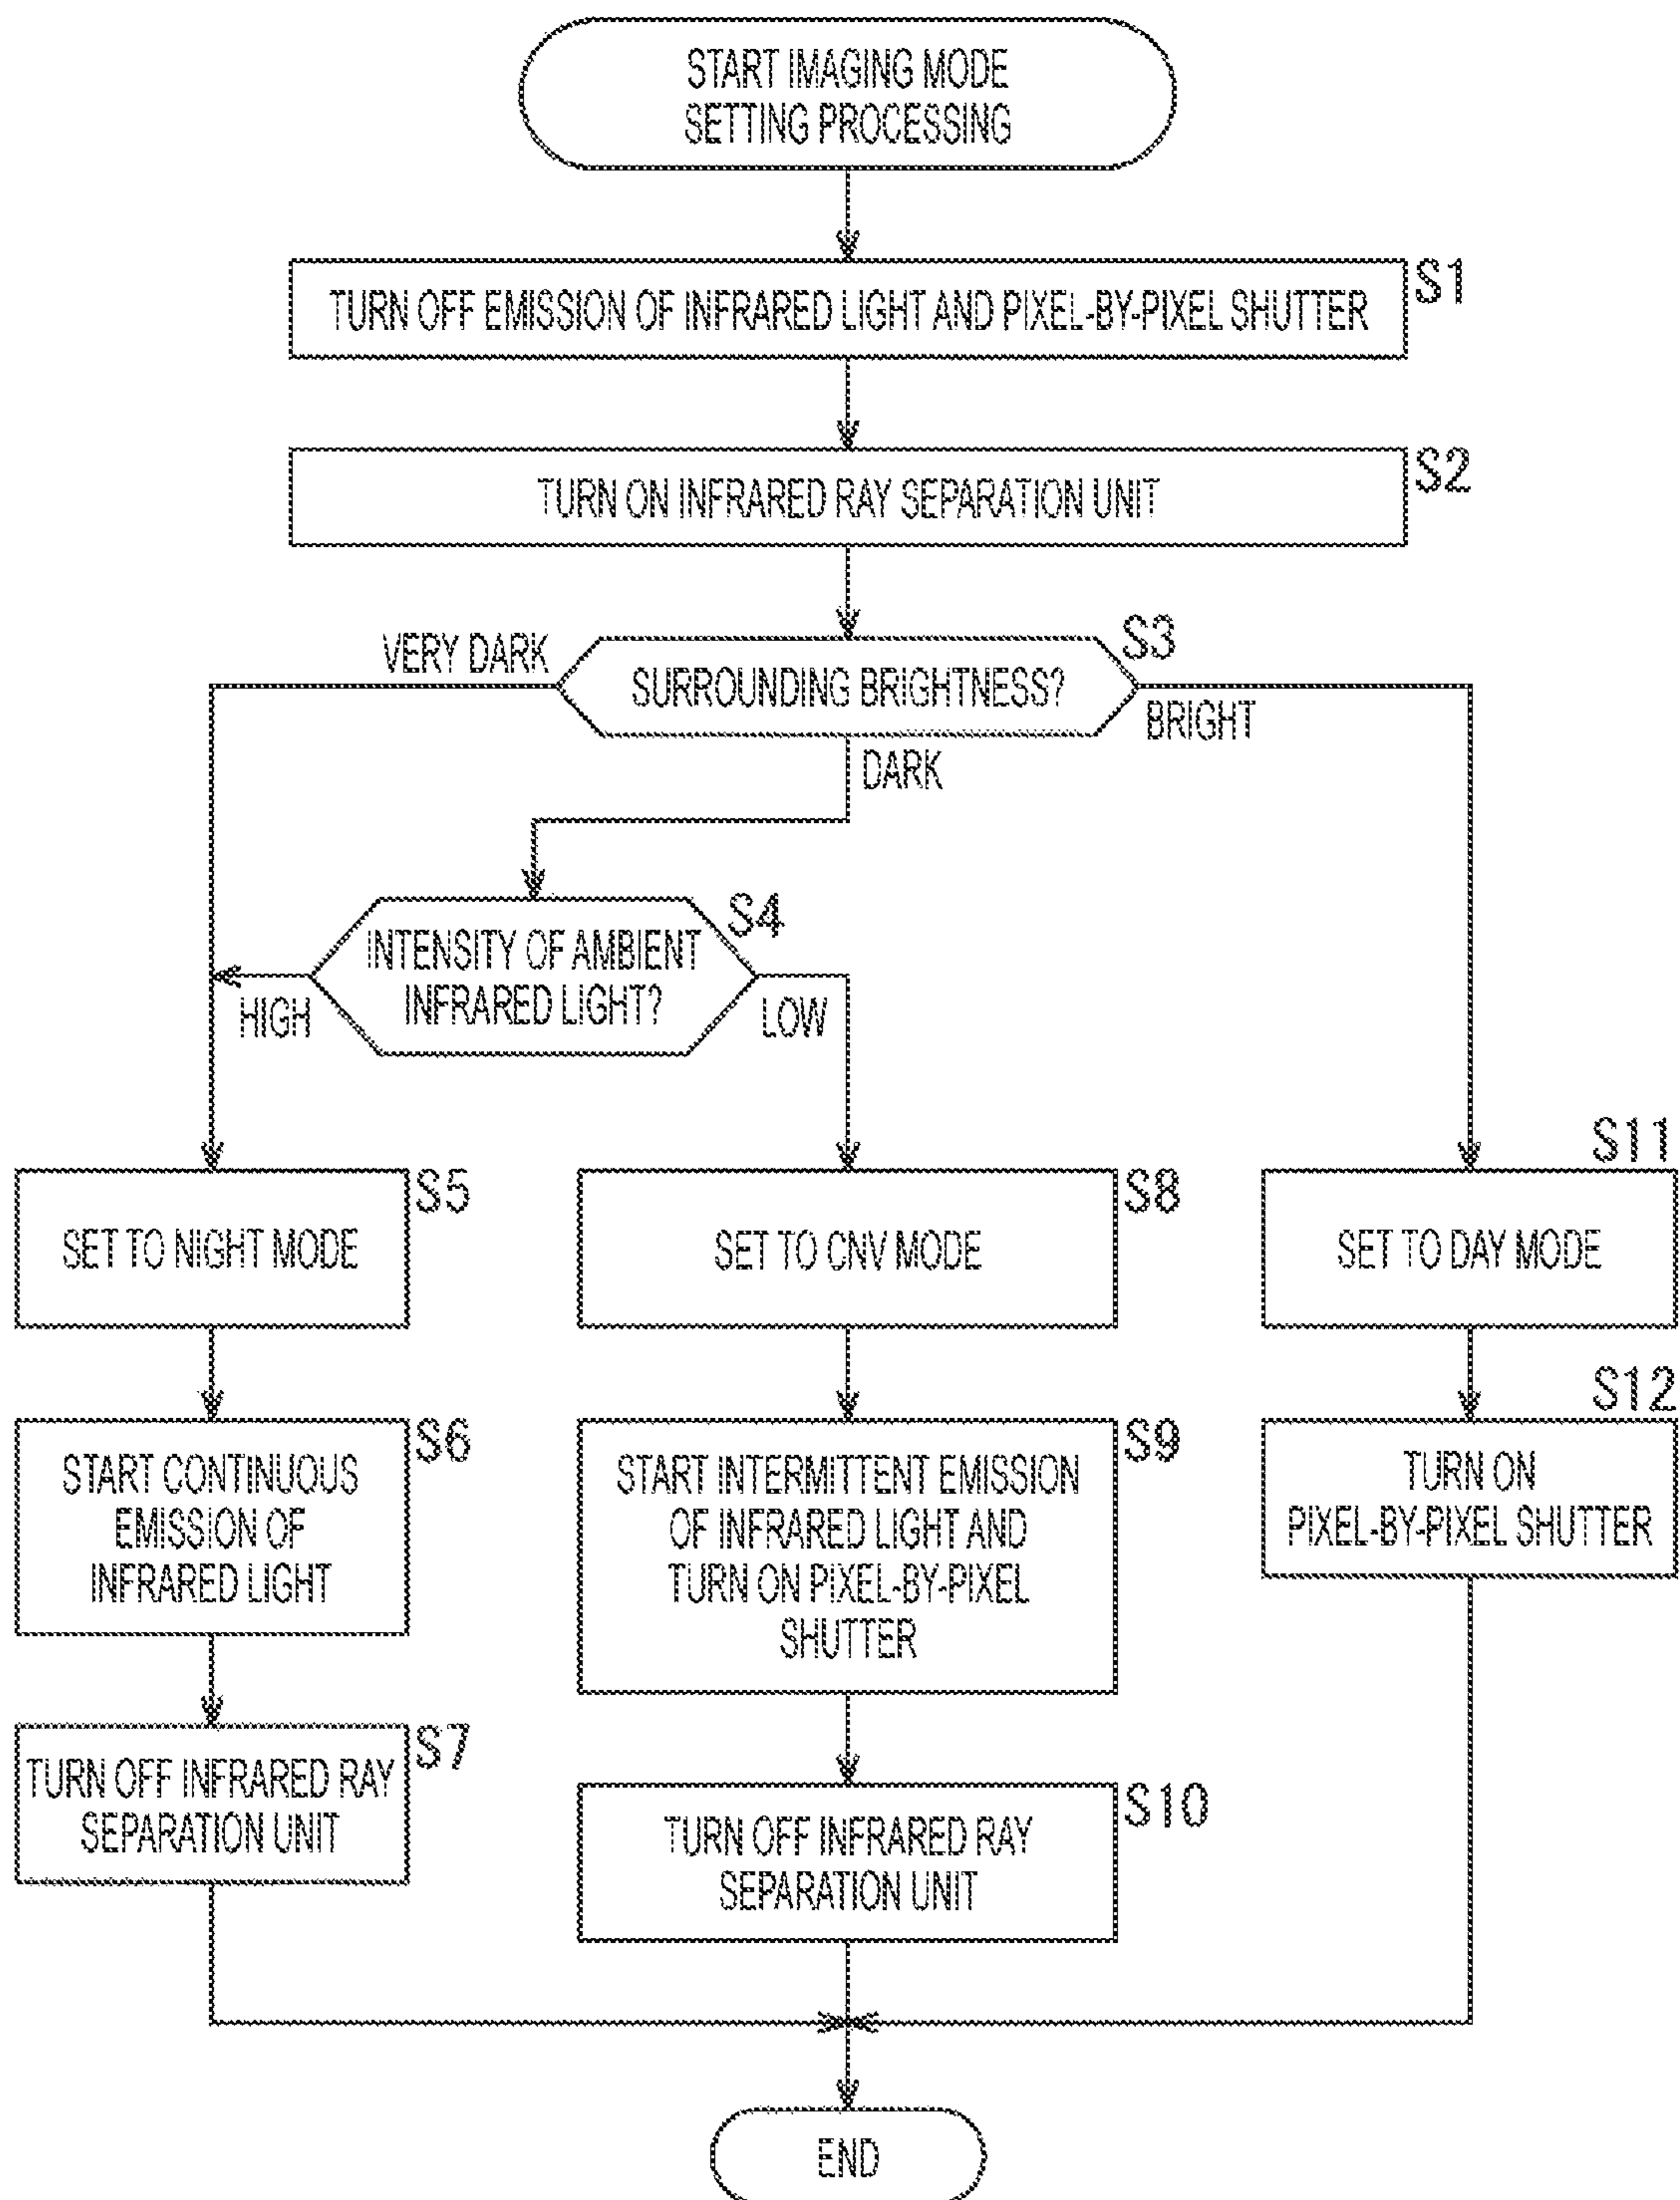 START IMAGING MODE
SETTING PROCESSING
S1
TURN OFF EMISSION OF INFRARED LIGHT AND PIXEL-BY-PIXEL SHUTTER
S2
TURN ON INFRARED RAY SEPARATION UNIT
S3
VERY DARK
SURROUNDING BRIGHTNESS?
BRIGHT
DARK
S4
INTENSITY OF AMBIENT
INFRARED LIGHT?
HIGH
LOW
S5
SET TO NIGHT MODE
S6
START CONTINUOUS
EMISSION OF
INFRARED LIGHT
S7
TURN OFF INFRARED RAY
SEPARATION UNIT
S8
SET TO CNV MODE
S9
START INTERMITTENT EMISSION
OF INFRARED LIGHT AND
TURN ON PIXEL-BY-PIXEL
SHUTTER
S10
TURN OFF INFRARED RAY
SEPARATION UNIT
S11
SET TO DAY MODE
S12
TURN ON
PIXEL-BY-PIXEL SHUTTER
END